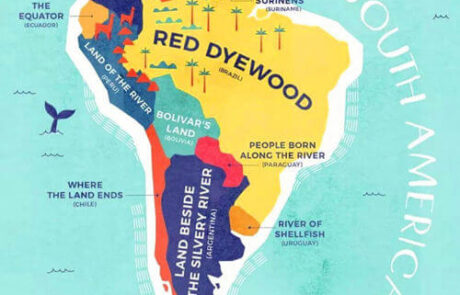 THE
EQUATOR
(ECUADOR)
SURINENS
(SURINAME)
RED DYEWOOD
(BRAZIL)
LAND OF THE RIVER
(PERU)
BOLIVAR'S
LAND
(BOLIVIA)
PEOPLE BORN
ALONG THE RIVER
(PARAGUAY)
WHERE
THE LAND ENDS
(CHILE)
LAND BESIDE
THE SILVERY RIVER
(ARGENTINA)
RIVER OF
SHELLFISH
(URUGUAY)
SOUTH AMERICA